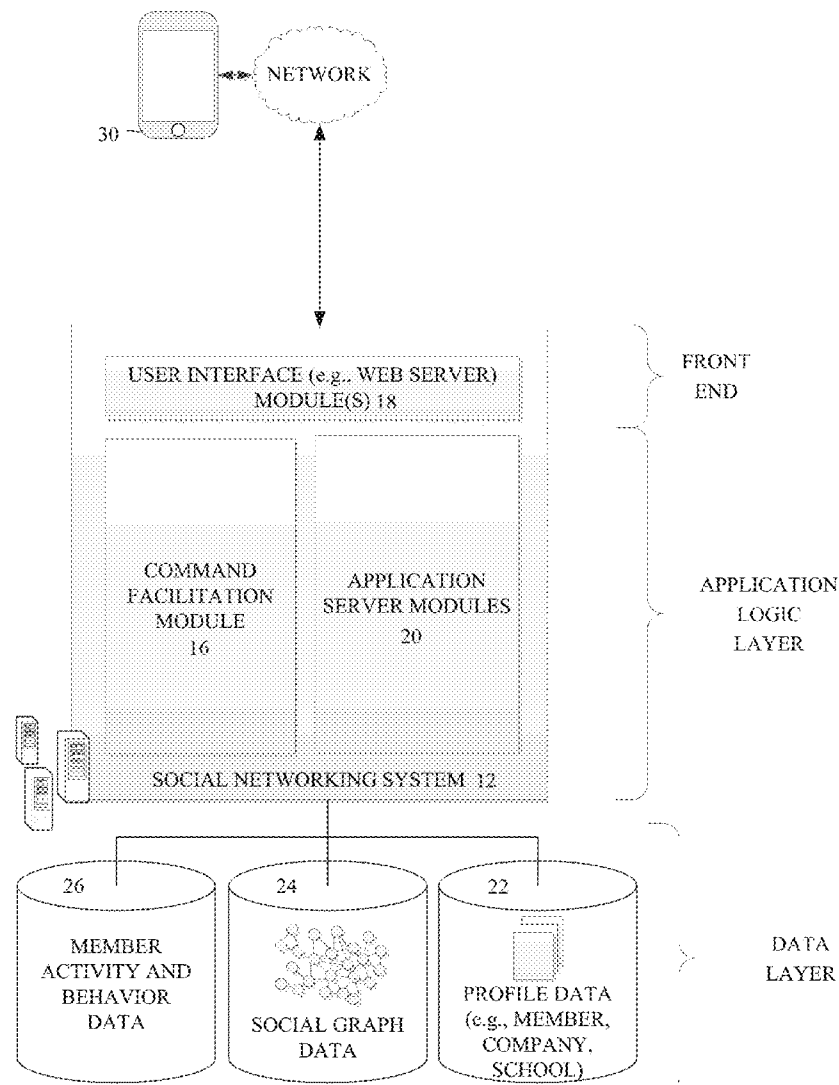 NETWORK
30
USER INTERFACE (e.g., WEB SERVER)
MODULE(S) 18
FRONT
END
COMMAND
FACILITATION
MODULE
16
APPLICATION
SERVER MODULES
20
APPLICATION
LOGIC
LAYER
SOCIAL NETWORKING SYSTEM 12
26
MEMBER
ACTIVITY AND
BEHAVIOR
DATA
24
SOCIAL GRAPH
DATA
22
PROFILE DATA
(e.g., MEMBER,
COMPANY,
SCHOOL)
DATA
LAYER